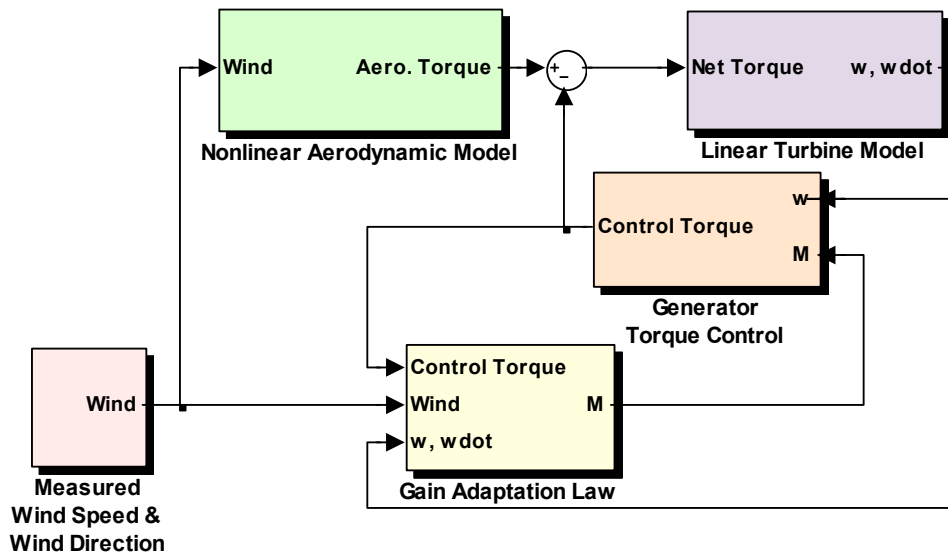 Wind
Aero. Torque
Nonlinear Aerodynamic Model
+
−
Net Torque
w, wdot
Linear Turbine Model
Control Torque
w
M
Generator
Torque Control
Wind
Measured
Wind Speed &
Wind Direction
Control Torque
Wind
w, wdot
M
Gain Adaptation Law